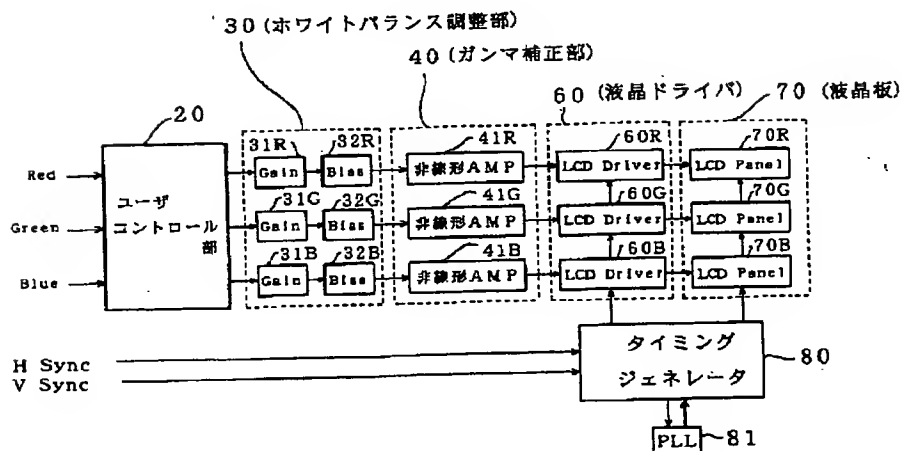 30 (ホワイトバランス調整部)
40 (ガンマ補正部)
60 (液晶ドライバ)
70 (液晶板)
20
31R
32R
41R
60R
70R
Red
Gain
Bias
非線形AMP
LCD Driver
LCD Panel
ユーザ
コントロール
部
31G
32G
41G
60G
70G
Green
Gain
Bias
非線形AMP
LCD Driver
LCD Panel
31B
32B
41B
60B
70B
Blue
Gain
Bias
非線形AMP
LCD Driver
LCD Panel
H Sync
V Sync
タイミング
ジェネレータ
80
PLL
81